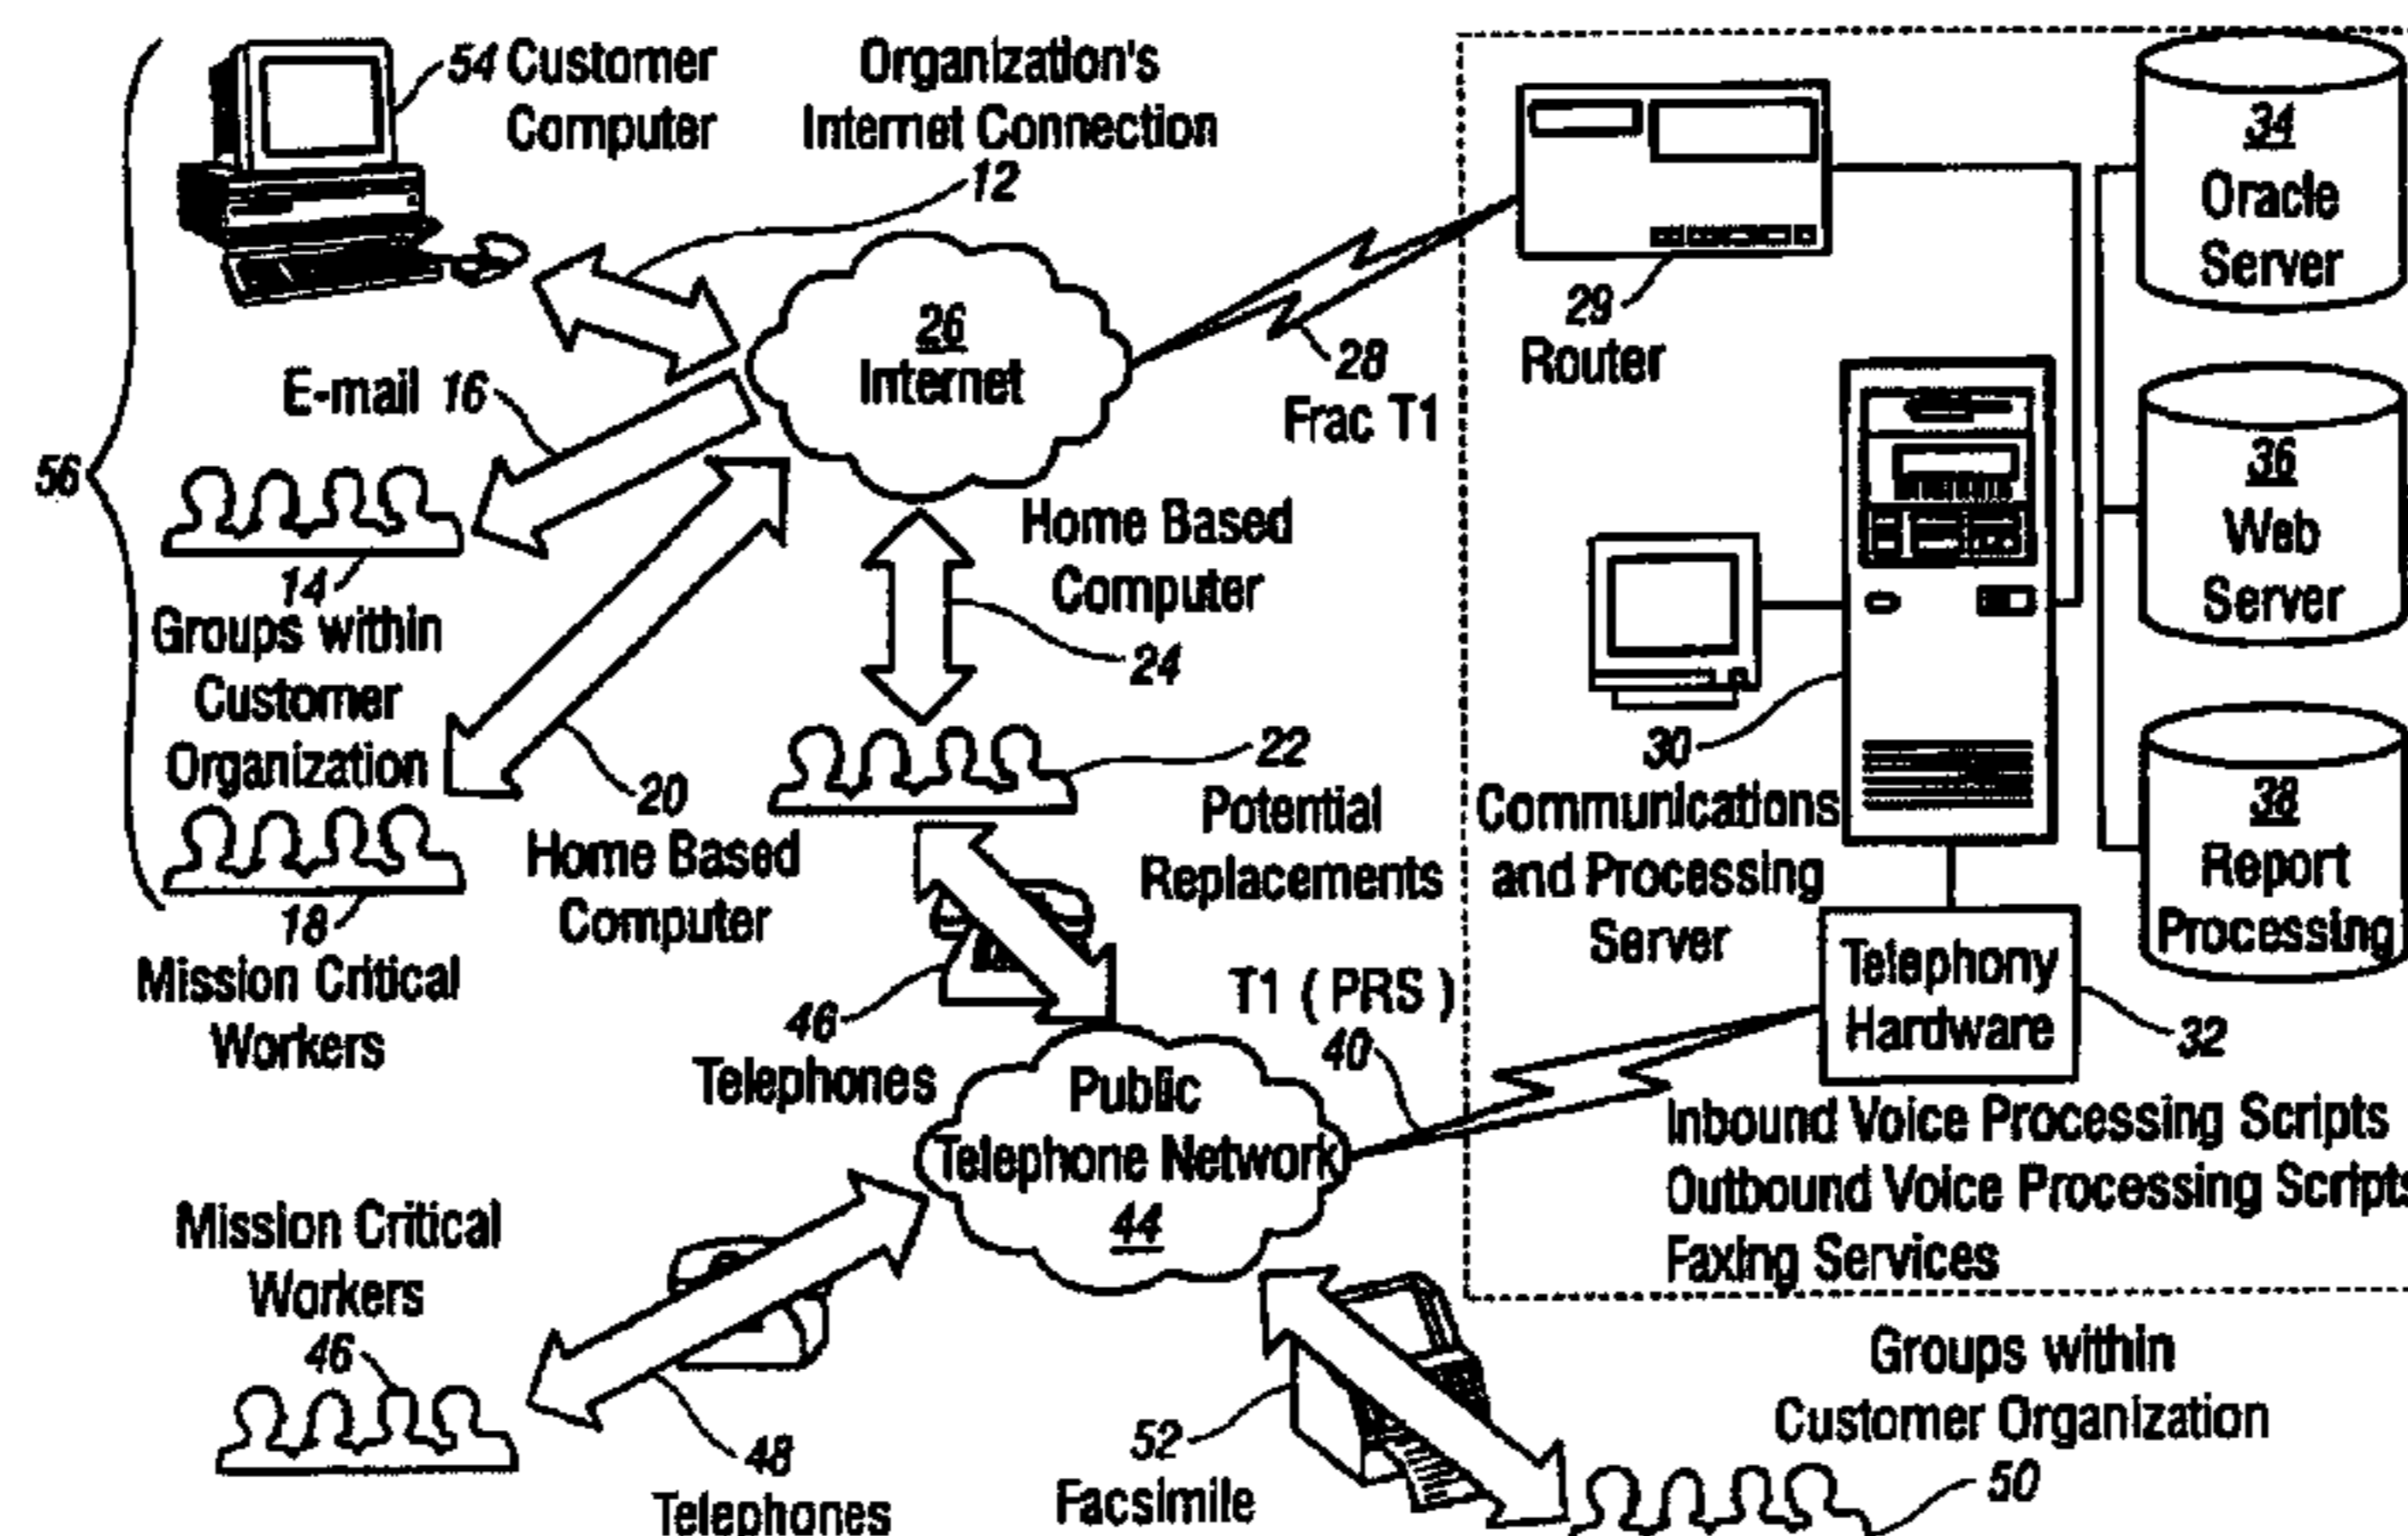 54 Customer
Computer
Organization's
Internet Connection
12
26
Internet
E-mail 16
56
14
Groups within
Customer
Organization
18
Mission Critical
Workers
20
Home Based
Computer
Home Based
Computer
24
22
Potential
Replacements
28
Frac T1
29
Router
34
Oracle
Server
36
Web
Server
38
Report
Processing
30
Communications
and Processing
Server
Telephony
Hardware
32
T1 ( PRS )
40
46
Telephones
Public
Telephone Network
44
Inbound Voice Processing Scripts
Outbound Voice Processing Scripts
Faxing Services
Mission Critical
Workers
46
48
Telephones
52
Facsimile
Groups within
Customer Organization
50